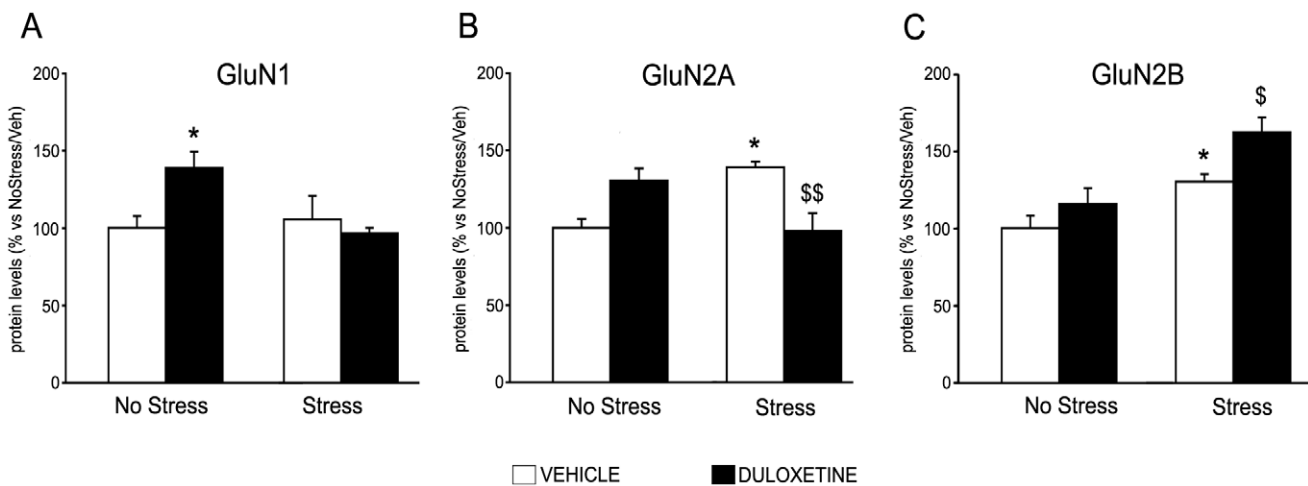 A
GluN1
protein levels (% vs NoStress/Veh)
200
150
100
50
0
*
No Stress
Stress
B
GluN2A
protein levels (% vs NoStress/Veh)
200
150
100
50
0
*
$$
No Stress
Stress
C
GluN2B
protein levels (% vs NoStress/Veh)
200
150
100
50
0
*
$
No Stress
Stress
VEHICLE
DULOXETINE